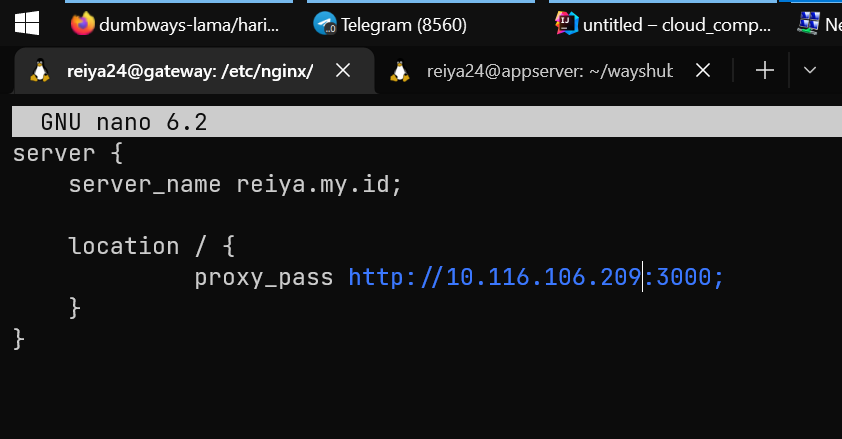 dumbways-lama/hari...
Telegram (8560)
untitled – cloud_comp...
Ne
reiya24@gateway: /etc/nginx/
reiya24@appserver: ~/wayshub
GNU nano 6.2
server {
    server_name reiya.my.id;
    location / {
             proxy_pass http://10.116.106.209:3000;
    }
}